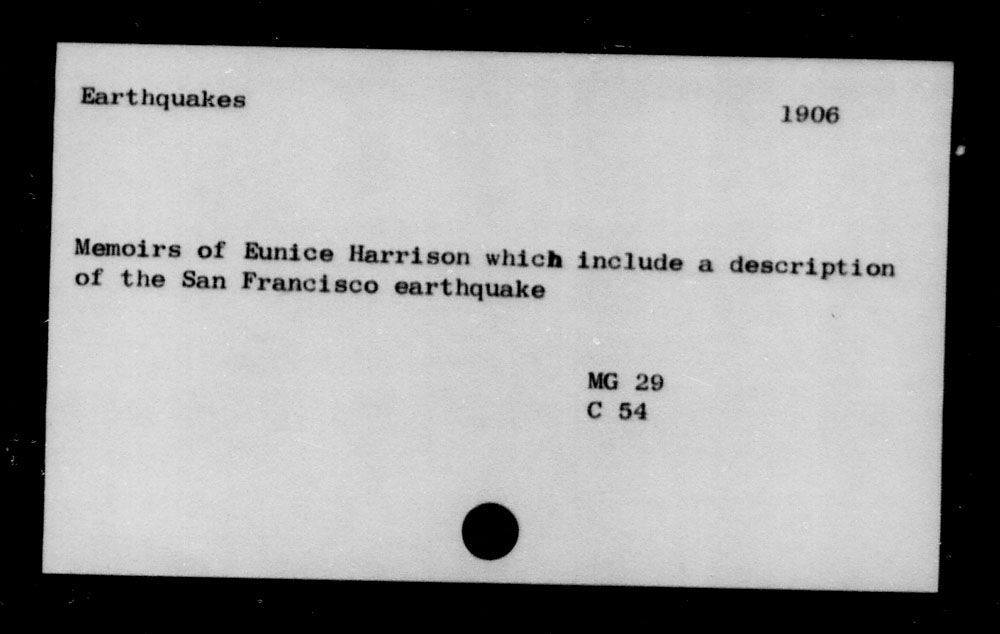 Earthquakes
1906
Memoirs of Eunice Harrison which include a description
of the San Francisco earthquake
MG 29
C 54